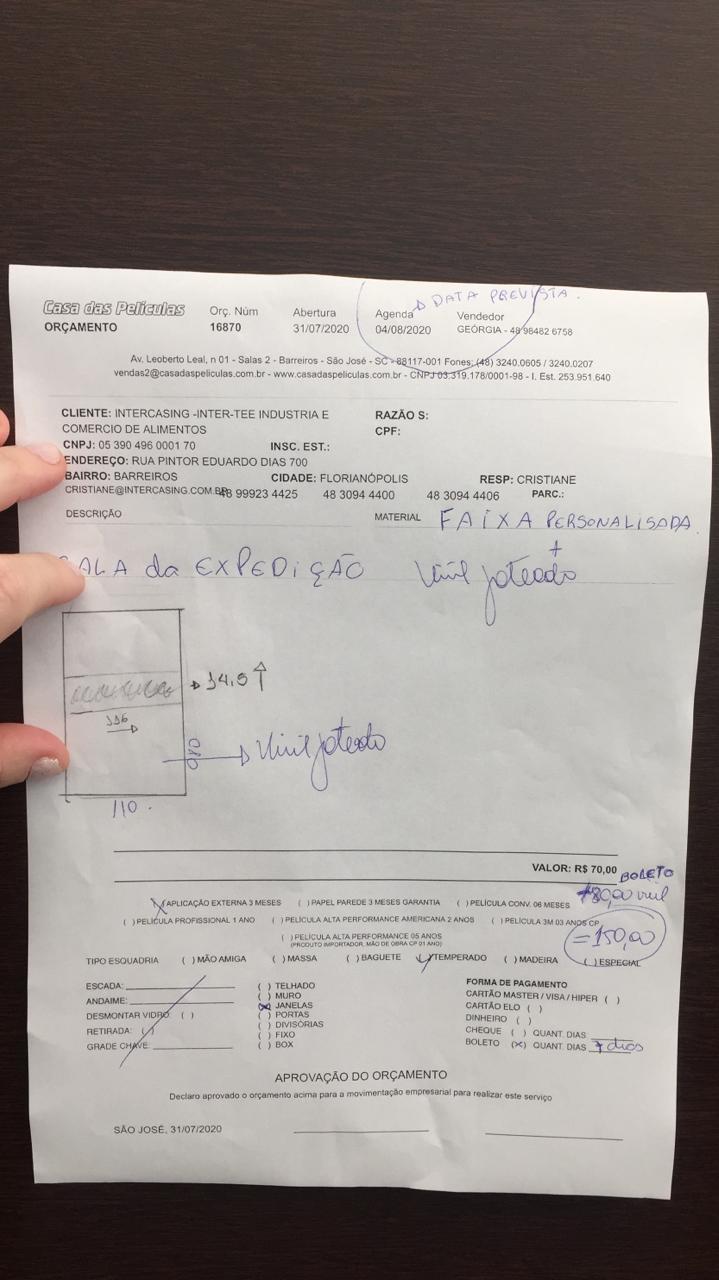 → DATA PREVISTA.
Casa das Películas Orç. Núm Abertura Agenda Vendedor
ORÇAMENTO 16870 31/07/2020 04/08/2020 GEÓRGIA - 48 98482 6758
Av. Leoberto Leal, n 01 - Salas 2 - Barreiros - São José - SC - 88117-001 Fones: (48) 3240.0605 / 3240.0207
vendas2@casadaspeliculas.com.br - www.casadaspeliculas.com.br - CNPJ 03.319.178/0001-98 - I. Est. 253.951.640
CLIENTE: INTERCASING -INTER-TEE INDUSTRIA E RAZÃO S:
COMERCIO DE ALIMENTOS CPF:
CNPJ: 05 390 496 0001 70 INSC. EST.:
ENDEREÇO: RUA PINTOR EDUARDO DIAS 700
BAIRRO: BARREIROS CIDADE: FLORIANÓPOLIS RESP: CRISTIANE
CRISTIANE@INTERCASING.COM.BR 48 99923 4425 48 3094 4400 48 3094 4406 PARC.:
DESCRIÇÃO MATERIAL FAIXA PERSONALISADA
+
SALA da EXPEDIÇÃO Vinil jateado
→ 14,5 ↑
116 →
→ Vinil jateado
110
VALOR: R$ 70,00 BOLETO
+80,00 vinil
(X) APLICAÇÃO EXTERNA 3 MESES ( ) PAPEL PAREDE 3 MESES GARANTIA ( ) PELÍCULA CONV. 06 MESES
( ) PELÍCULA PROFISSIONAL 1 ANO ( ) PELÍCULA ALTA PERFORMANCE AMERICANA 2 ANOS ( ) PELÍCULA 3M 03 ANOS CP
( ) PELÍCULA ALTA PERFORMANCE 05 ANOS
(PRODUTO IMPORTADOR, MÃO DE OBRA CP 01 ANO)
=150,00
TIPO ESQUADRIA ( ) MÃO AMIGA ( ) MASSA ( ) BAGUETE (✓) TEMPERADO ( ) MADEIRA ( ) ESPECIAL
ESCADA: ( ) TELHADO FORMA DE PAGAMENTO
ANDAIME: ( ) MURO CARTÃO MASTER / VISA / HIPER ( )
(X) JANELAS CARTÃO ELO ( )
DESMONTAR VIDRO: ( ) ( ) PORTAS DINHEIRO ( )
RETIRADA: ( ) ( ) DIVISÓRIAS CHEQUE ( ) QUANT. DIAS
( ) FIXO BOLETO (X) QUANT. DIAS 7 dias
GRADE CHAVE: ( ) BOX
APROVAÇÃO DO ORÇAMENTO
Declaro aprovado o orçamento acima para a movimentação empresarial para realizar este serviço
SÃO JOSÉ, 31/07/2020